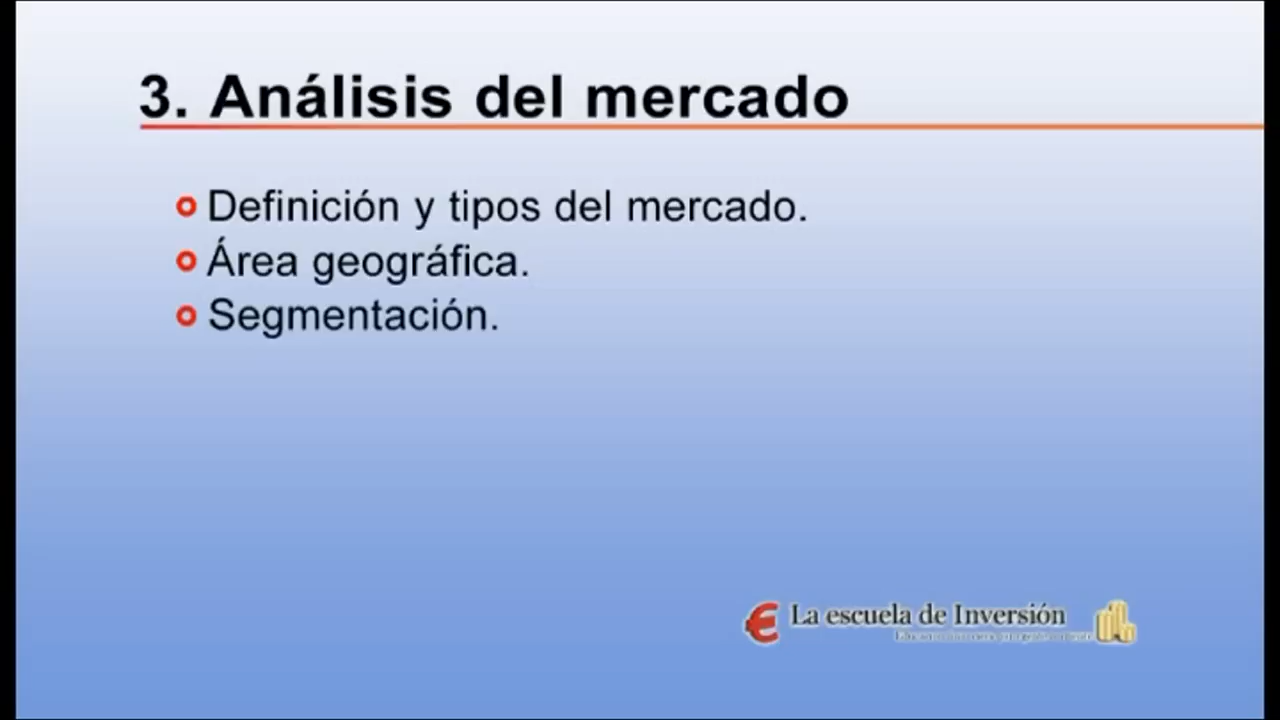 3. Análisis del mercado
Definición y tipos del mercado.
Área geográfica.
Segmentación.
La escuela de Inversión